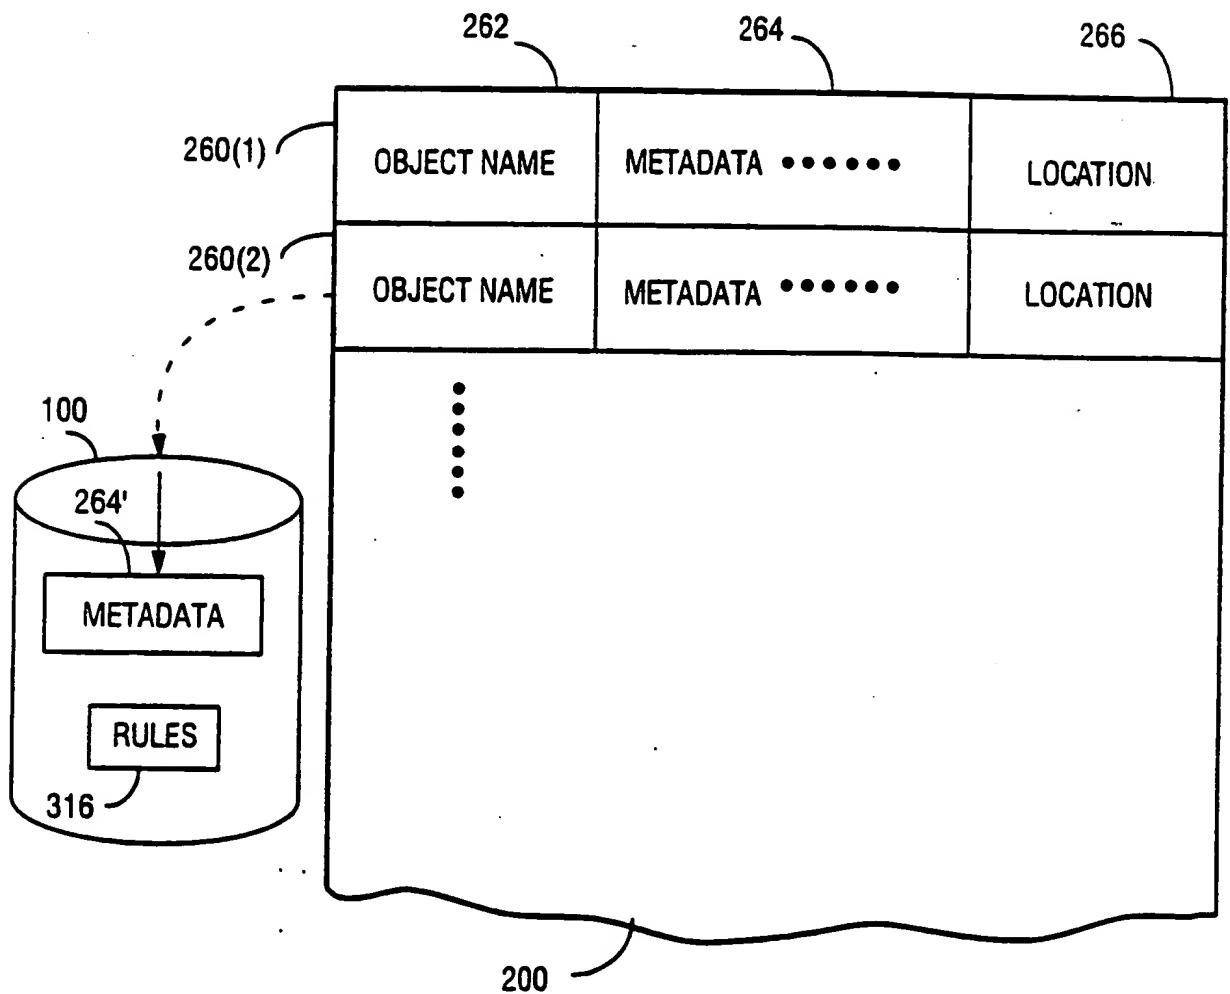 262
264
266
260(1)
OBJECT NAME
METADATA ••••••
LOCATION
260(2)
OBJECT NAME
METADATA ••••••
LOCATION
100
264'
METADATA
RULES
316
200